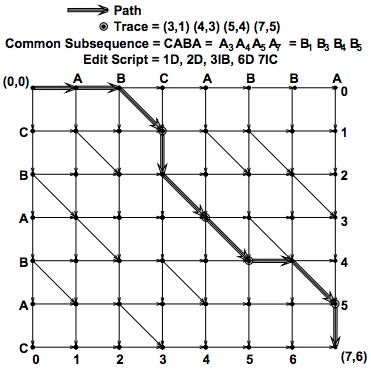 Path
Trace = (3,1) (4,3) (5,4) (7,5)
Common Subsequence = CABA = A3 A4 A5 A7 = B1 B3 B4 B5
Edit Script = 1D, 2D, 3IB, 6D 7IC
(0,0) A B C A B B A
0
C 1
B 2
A 3
B 4
A 5
C
0 1 2 3 4 5 6 (7,6)